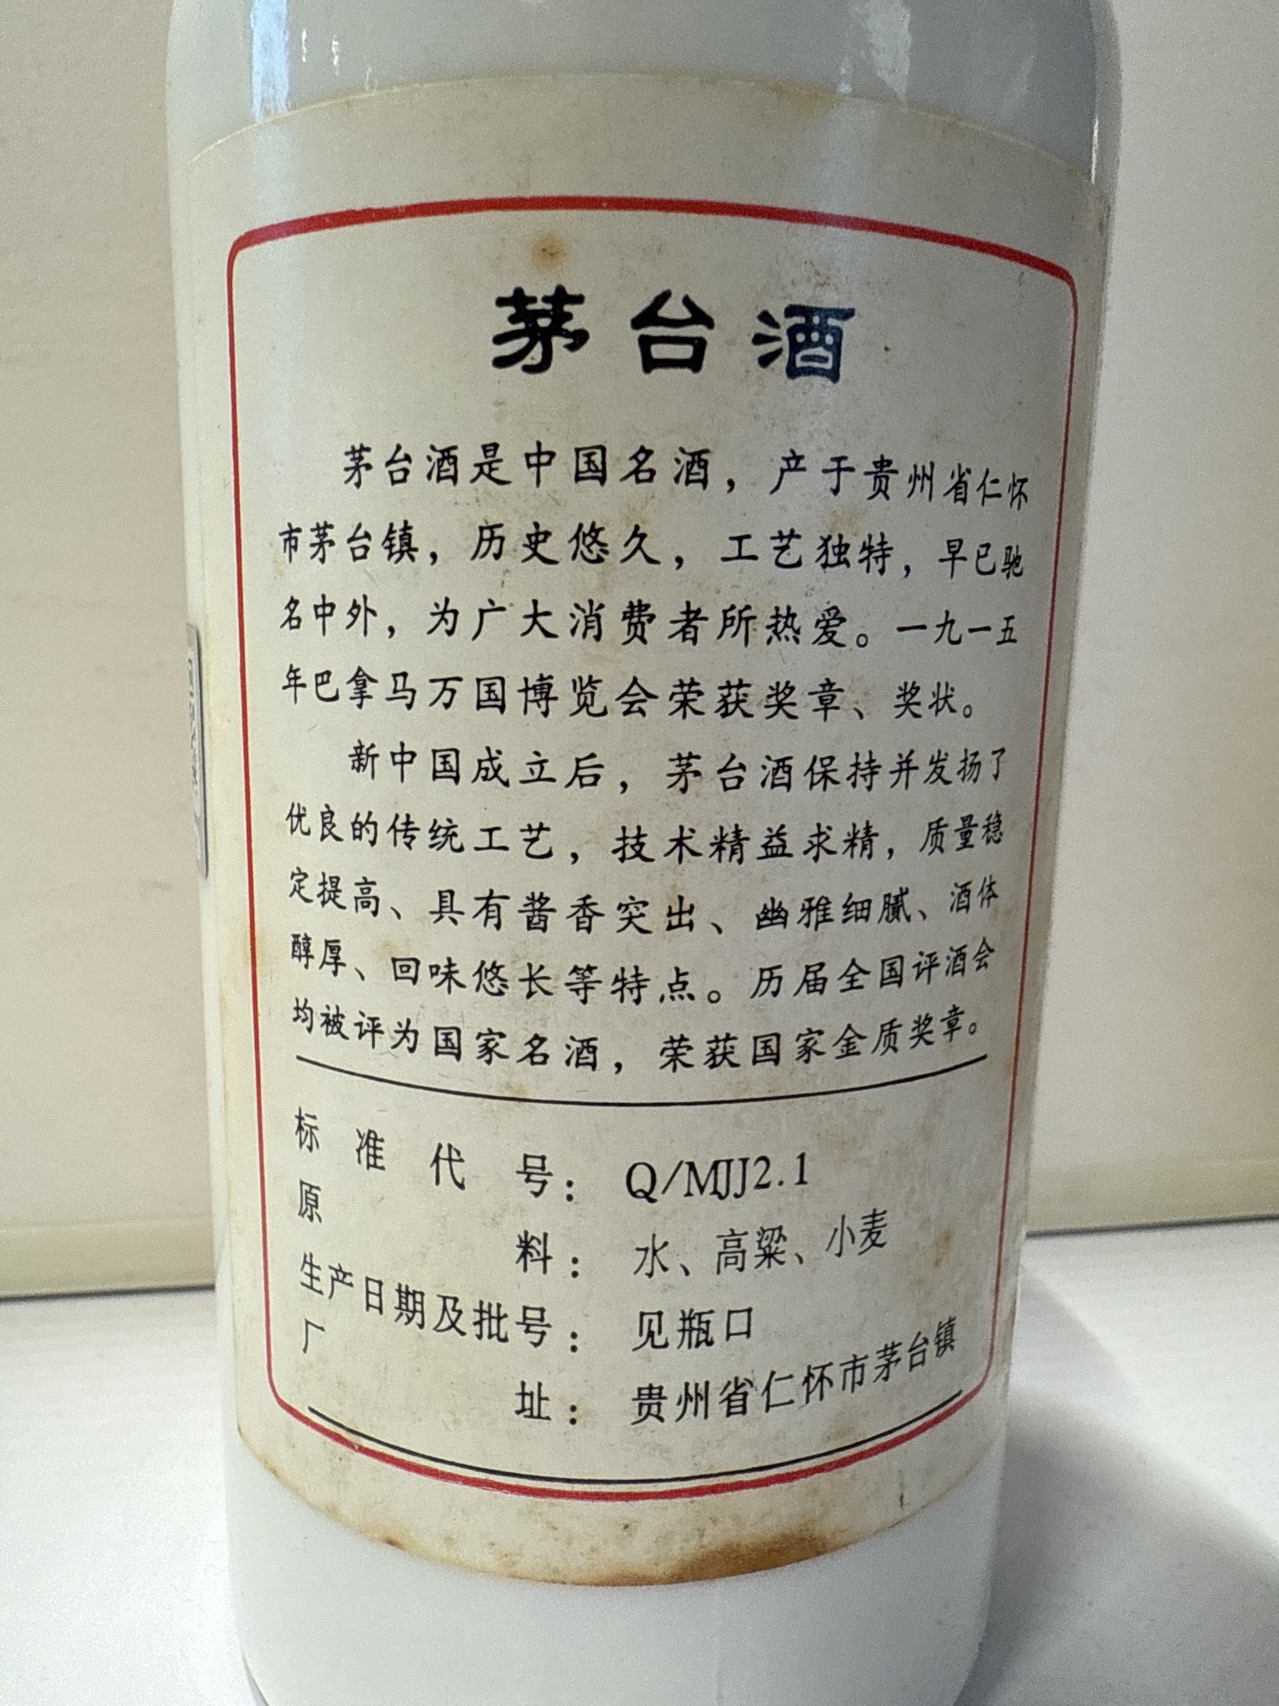 茅台酒
茅台酒是中国名酒，产于贵州省仁怀
市茅台镇，历史悠久，工艺独特，早已驰
名中外，为广大消费者所热爱。一九一五
年巴拿马万国博览会荣获奖章、奖状。
新中国成立后，茅台酒保持并发扬了
优良的传统工艺，技术精益求精，质量稳
定提高、具有酱香突出、幽雅细腻、酒体
醇厚、回味悠长等特点。历届全国评酒会
均被评为国家名酒，荣获国家金质奖章。
标准代号：Q/MJJ2.1
原料：水、高粱、小麦
生产日期及批号：见瓶口
厂址：贵州省仁怀市茅台镇